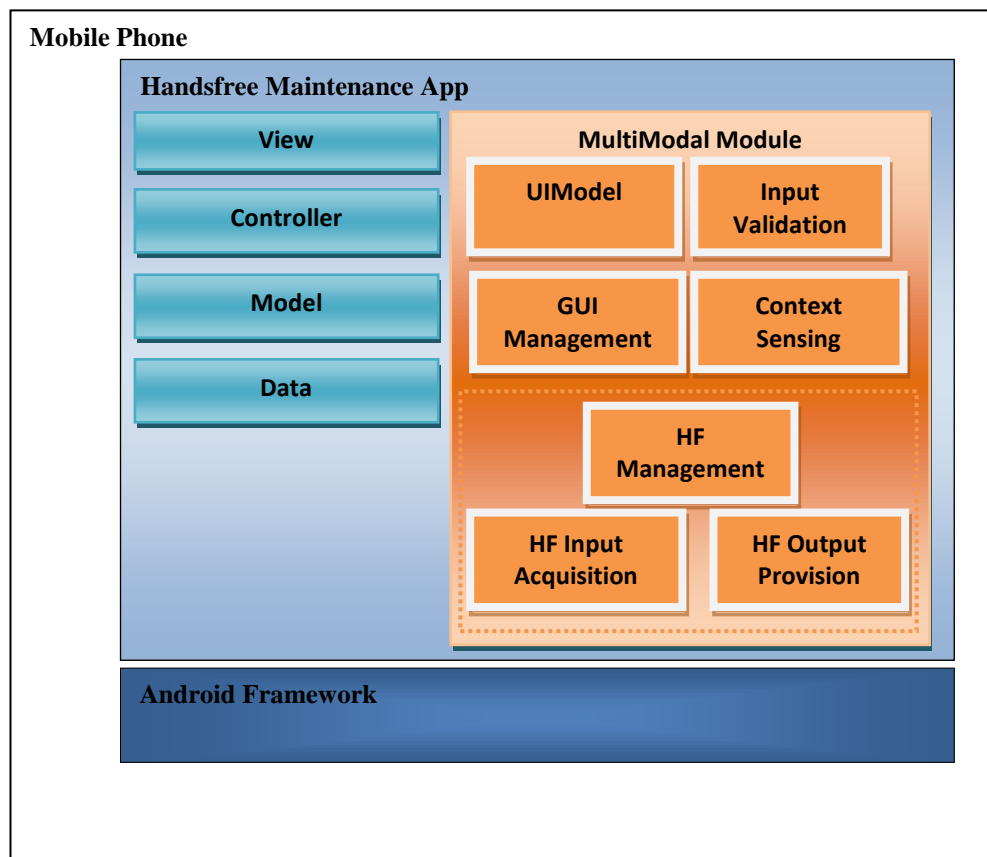 Mobile Phone
Handsfree Maintenance App
View
Controller
Model
Data
MultiModal Module
UIModel
Input
Validation
GUI
Management
Context
Sensing
HF
Management
HF Input
Acquisition
HF Output
Provision
Android Framework